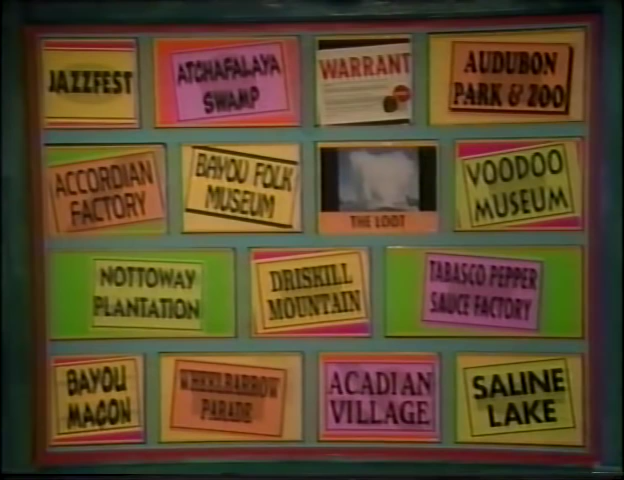 JAZZFEST
ATCHAFALAYA
SWAMP
WARRANT
AUDUBON
PARK & ZOO
ACCORDIAN
FACTORY
BAYOU FOLK
MUSEUM
THE LOOT
VOODOO
MUSEUM
NOTTOWAY
PLANTATION
DRISKILL
MOUNTAIN
TABASCO PEPPER
SAUCE FACTORY
BAYOU
MACON
WHEELBARROW
PARADE
ACADIAN
VILLAGE
SALINE
LAKE